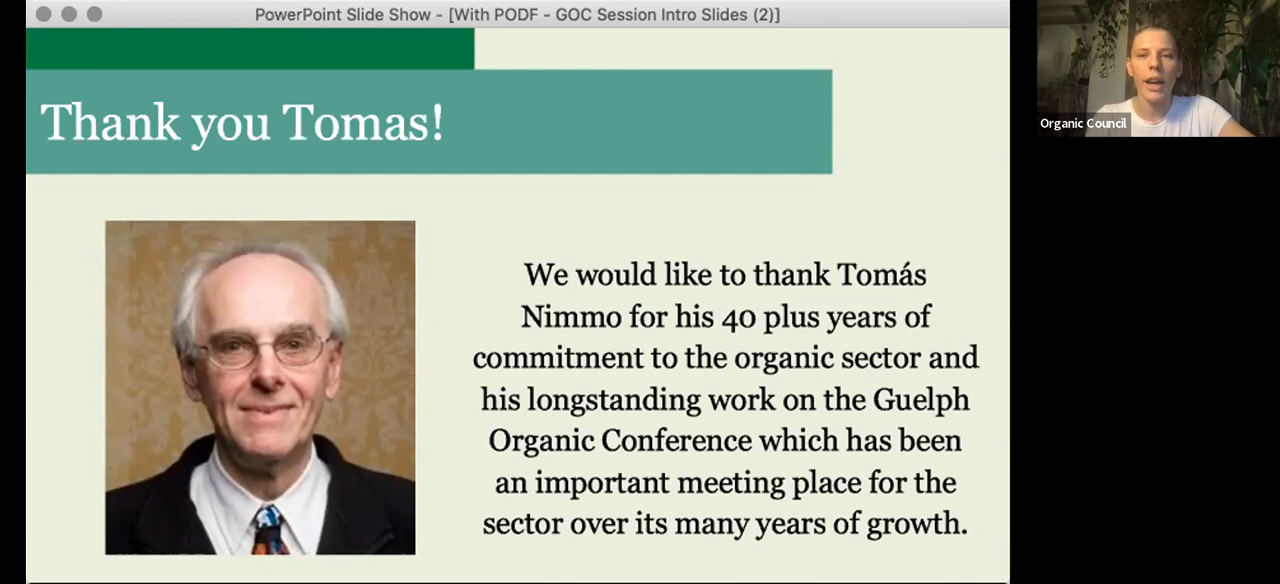 PowerPoint Slide Show - [With PODF - GOC Session Intro Slides (2)]
Thank you Tomas!
We would like to thank Tomás
Nimmo for his 40 plus years of
commitment to the organic sector and
his longstanding work on the Guelph
Organic Conference which has been
an important meeting place for the
sector over its many years of growth.
Organic Council